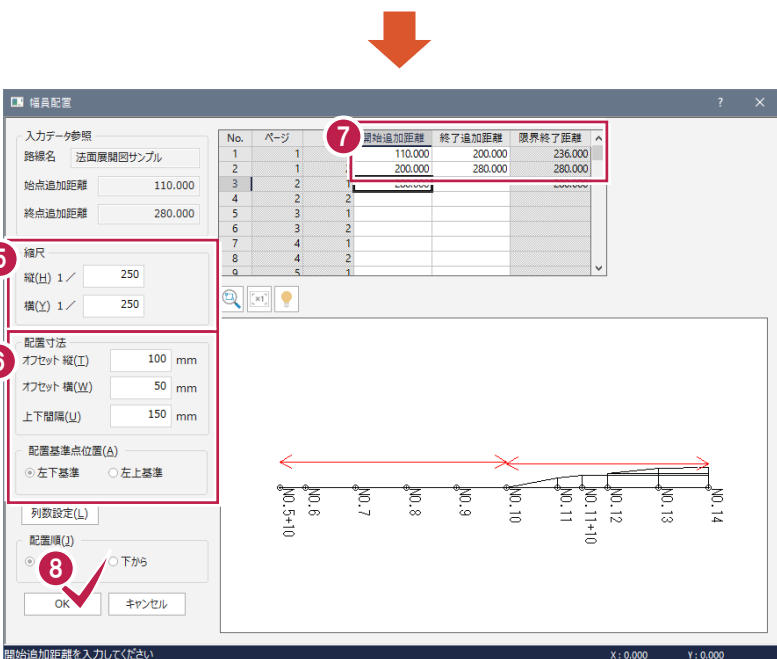 幅員配置 ? ×
入力データ参照
路線名 法面展開図サンプル
始点追加距離 110.000
終点追加距離 280.000
5
縮尺
縦(H) 1／ 250
横(Y) 1／ 250
6
配置寸法
オフセット 縦(T) 100 mm
オフセット 横(W) 50 mm
上下間隔(U) 150 mm
配置基準点位置(A)
左下基準 左上基準
列数設定(L)
配置順(J)
下から
8
OK キャンセル
7
No. ページ 開始追加距離 終了追加距離 限界終了距離
1 1 110.000 200.000 236.000
2 1 200.000 280.000 280.000
3 2 1
4 2 2
5 3 1
6 3 2
7 4 1
8 4 2
9 5 1
×1
NO.5+10 NO.6 NO.7 NO.8 NO.9 NO.10 NO.11 NO.11+10 NO.12 NO.13 NO.14
開始追加距離を入力してください X : 0.000 Y : 0.000